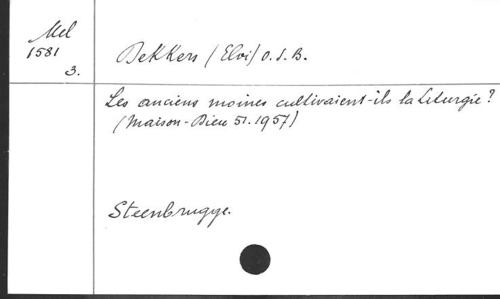 Mel
1581
3.
Dekkers (Eloi) O.S.B.
Les anciens moines cultivaient-ils la Liturgie?
(Maison-Dieu 51.1957)
Steenbrugge.